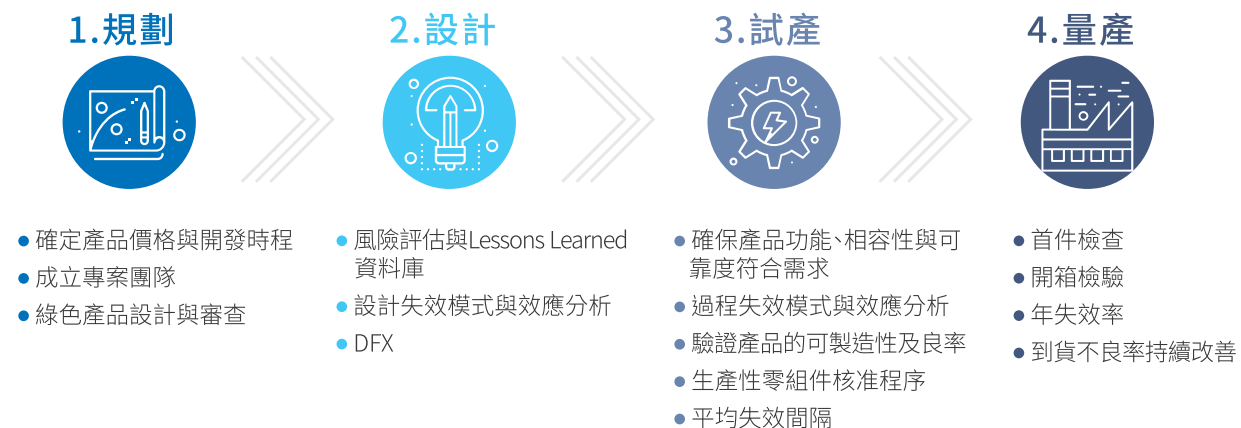 1.規劃
● 確定產品價格與開發時程
● 成立專案團隊
● 綠色產品設計與審查
2.設計
● 風險評估與Lessons Learned
資料庫
● 設計失效模式與效應分析
● DFX
3.試產
● 確保產品功能、相容性與可
靠度符合需求
● 過程失效模式與效應分析
● 驗證產品的可製造性及良率
● 生產性零組件核准程序
● 平均失效間隔
4.量產
● 首件檢查
● 開箱檢驗
● 年失效率
● 到貨不良率持續改善